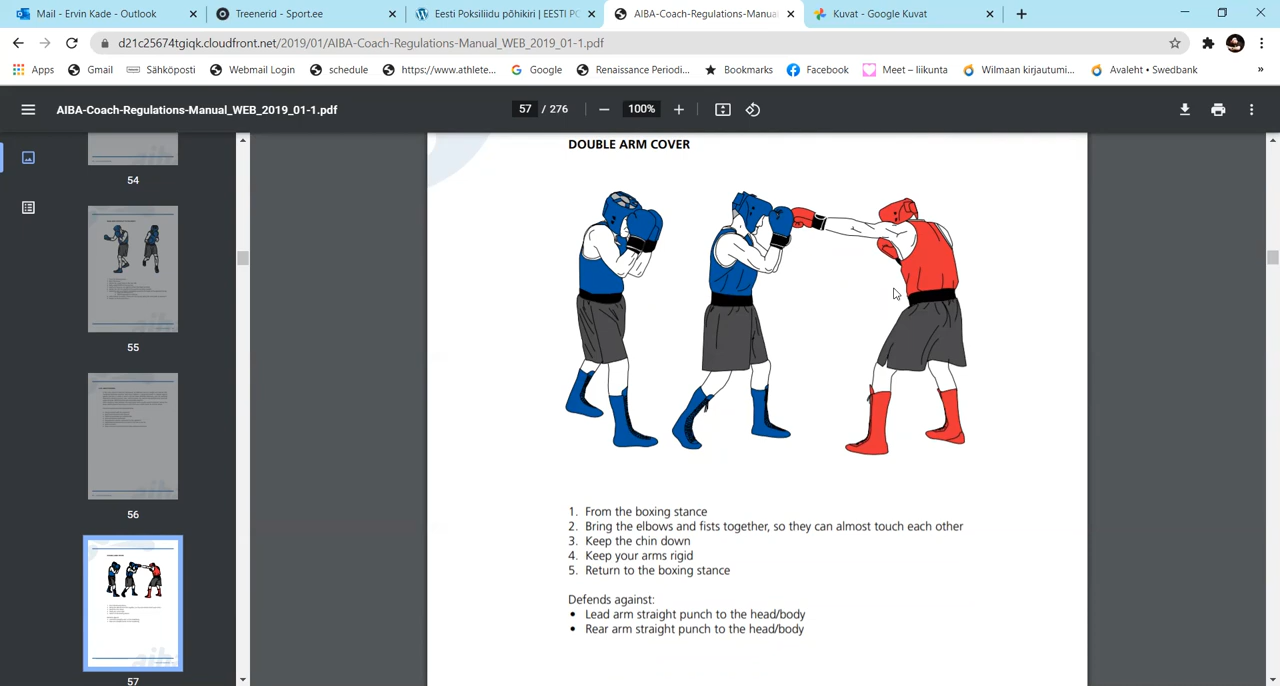 Mail - Ervin Kade - Outlook
Treenerid - Sport.ee
Eesti Poksiliidu põhikiri | EESTI PO
AIBA-Coach-Regulations-Manual
Kuvat - Google Kuvat
d21c25674tgiqk.cloudfront.net/2019/01/AIBA-Coach-Regulations-Manual_WEB_2019_01-1.pdf
Apps
Gmail
Sähköposti
Webmail Login
schedule
https://www.athlete...
Google
Renaissance Periodi...
Bookmarks
Facebook
Meet – liikunta
Wilmaan kirjautumi...
Avaleht • Swedbank
»
AIBA-Coach-Regulations-Manual_WEB_2019_01-1.pdf
57 / 276
100%
54
55
56
57
DOUBLE ARM COVER
1. From the boxing stance
2. Bring the elbows and fists together, so they can almost touch each other
3. Keep the chin down
4. Keep your arms rigid
5. Return to the boxing stance
Defends against:
• Lead arm straight punch to the head/body
• Rear arm straight punch to the head/body